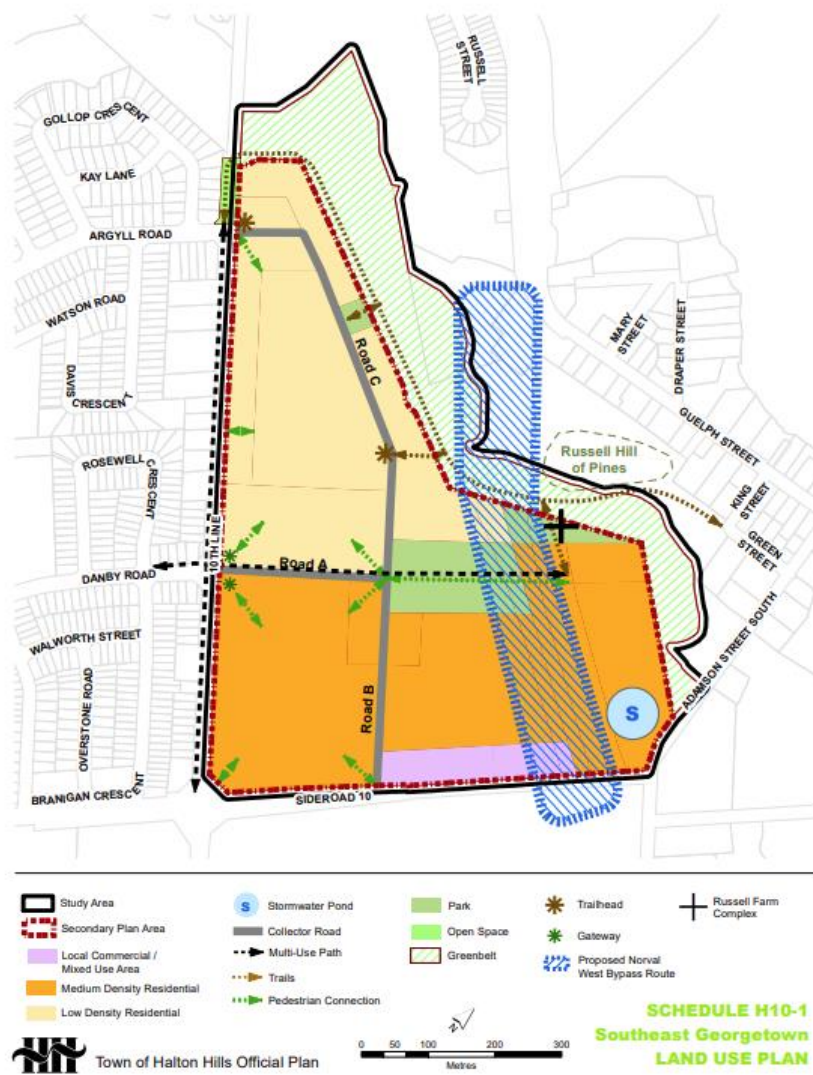 RUSSELL
STREET
GOLLOP CRESCENT
KAY LANE
ARGYLL ROAD
WATSON ROAD
DAVIS
CRESCENT
ROSEWELL
CRESCENT
10TH LINE
DANBY ROAD
WALWORTH STREET
OVERSTONE ROAD
BRANIGAN CRESCENT
SIDEROAD 10
Road C
Road A
Road B
MARY
STREET
DRAPER STREET
GUELPH STREET
Russell Hill
of Pines
KING
STREET
GREEN
STREET
ADAMSON STREET SOUTH
S
Study Area
Secondary Plan Area
Local Commercial /
Mixed Use Area
Medium Density Residential
Low Density Residential
S
Stormwater Pond
Collector Road
Multi-Use Path
Trails
Pedestrian Connection
Park
Open Space
Greenbelt
Trailhead
Gateway
Proposed Norval
West Bypass Route
Russell Farm
Complex
Town of Halton Hills Official Plan
N
0 50 100 200 300
Metres
SCHEDULE H10-1
Southeast Georgetown
LAND USE PLAN